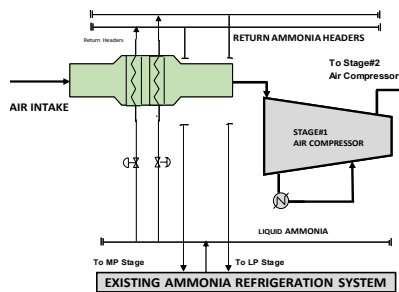 Return Headers
RETURN AMMONIA HEADERS
To Stage#2
Air Compressor
AIR INTAKE
STAGE#1
AIR COMPRESSOR
N
LIQUID AMMONIA
To MP Stage
To LP Stage
EXISTING AMMONIA REFRIGERATION SYSTEM